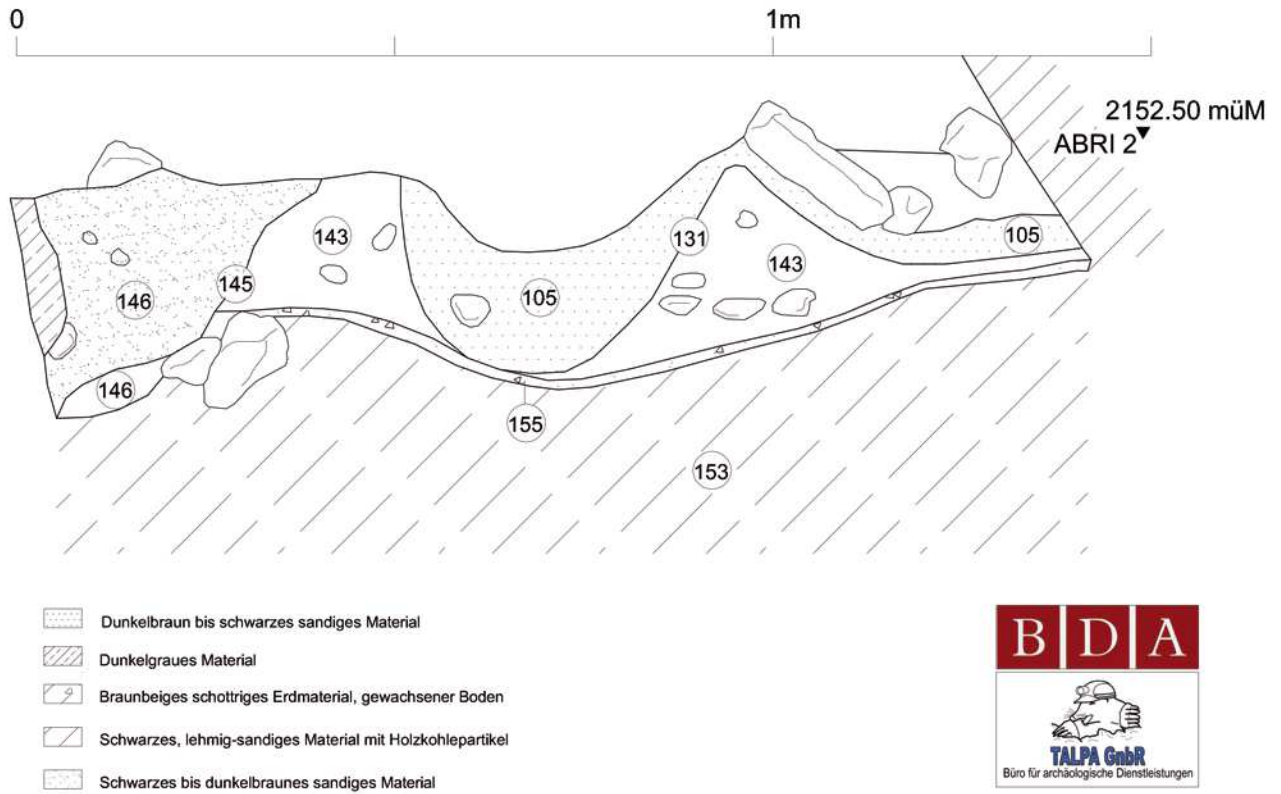 0 1m
2152.50 müM
ABRI 2
143 131 105
143
145
146 105
146
155
153
Dunkelbraun bis schwarzes sandiges Material
Dunkelgraues Material
Braunbeiges schottriges Erdmaterial, gewachsener Boden
Schwarzes, lehmig-sandiges Material mit Holzkohlepartikel
Schwarzes bis dunkelbraunes sandiges Material
BDA
TALPA GnbR
Büro für archäologische Dienstleistungen